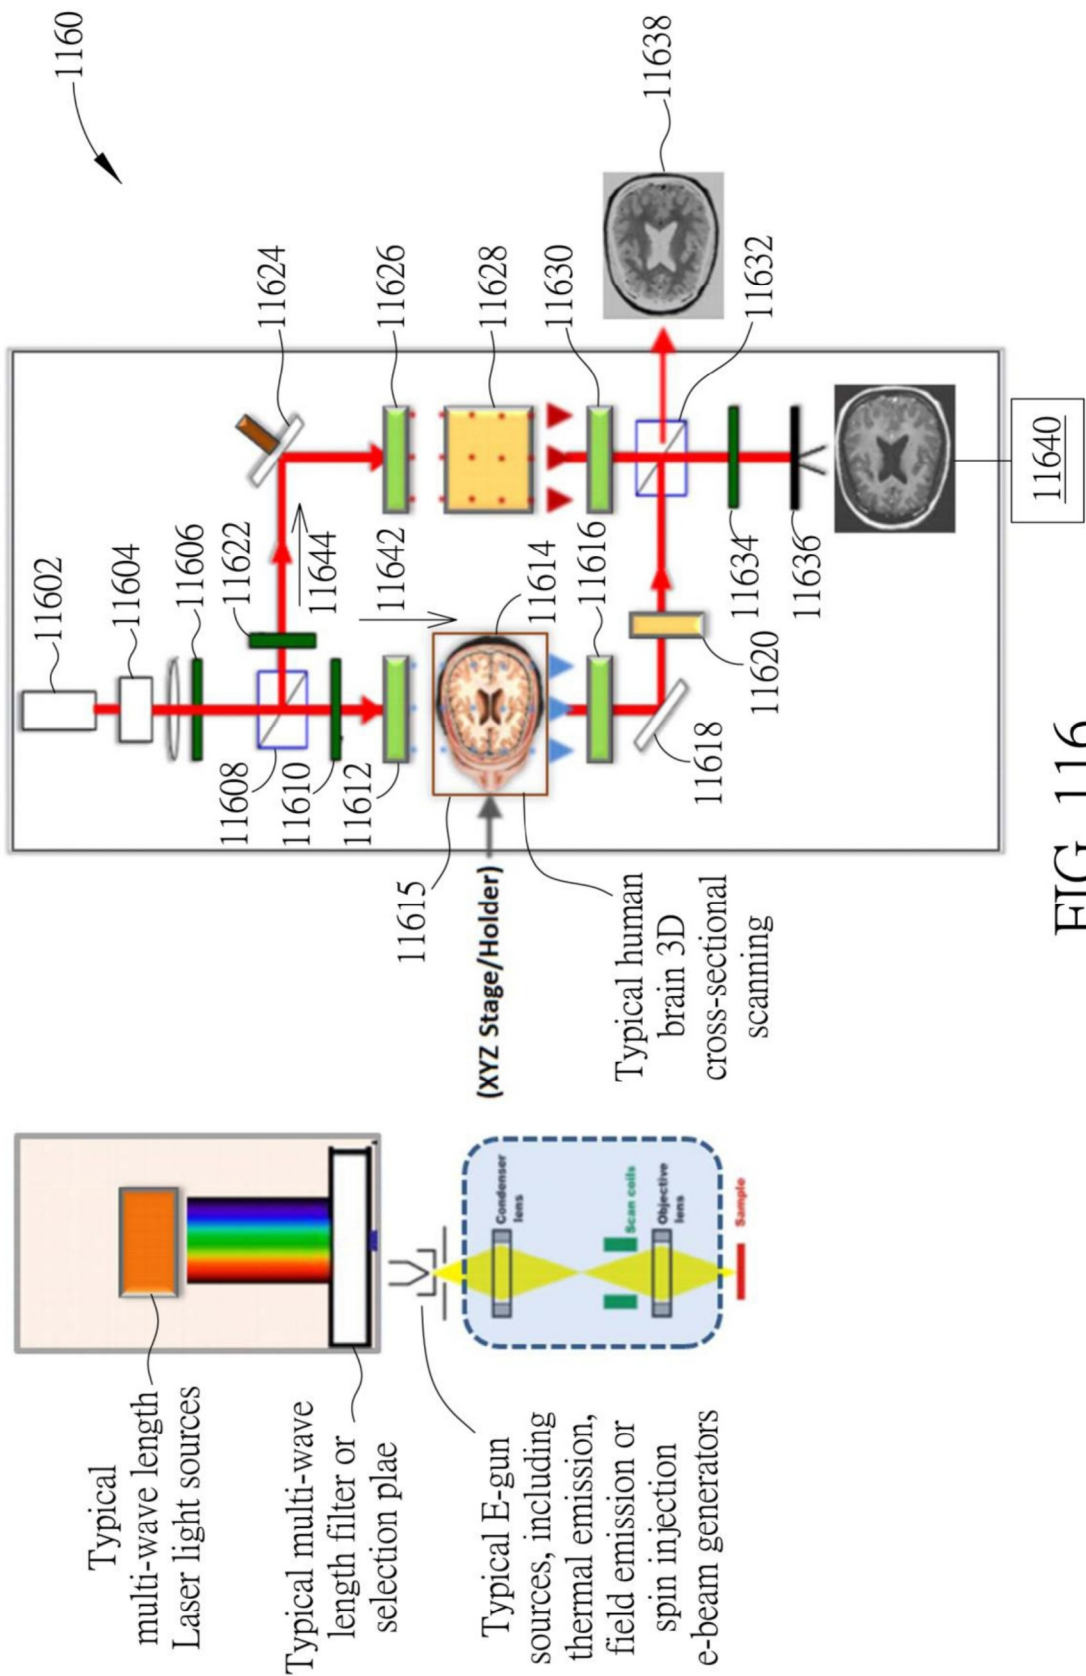 1160
11602
11604
11606
11622
11644
11624
11608
11610
11612
11642
11626
11628
11614
11615
(XYZ Stage/Holder)
11616
11630
11638
11632
11618
11620
11634
11636
11640
Typical human
brain 3D
cross-sectional
scanning
Typical
multi-wave length
Laser light sources
Typical multi-wave
length filter or
selection plae
Typical E-gun
sources, including
thermal emission,
field emission or
spin injection
e-beam generators
Condenser
lens
Scan coils
Objective
lens
Sample
FIG. 116